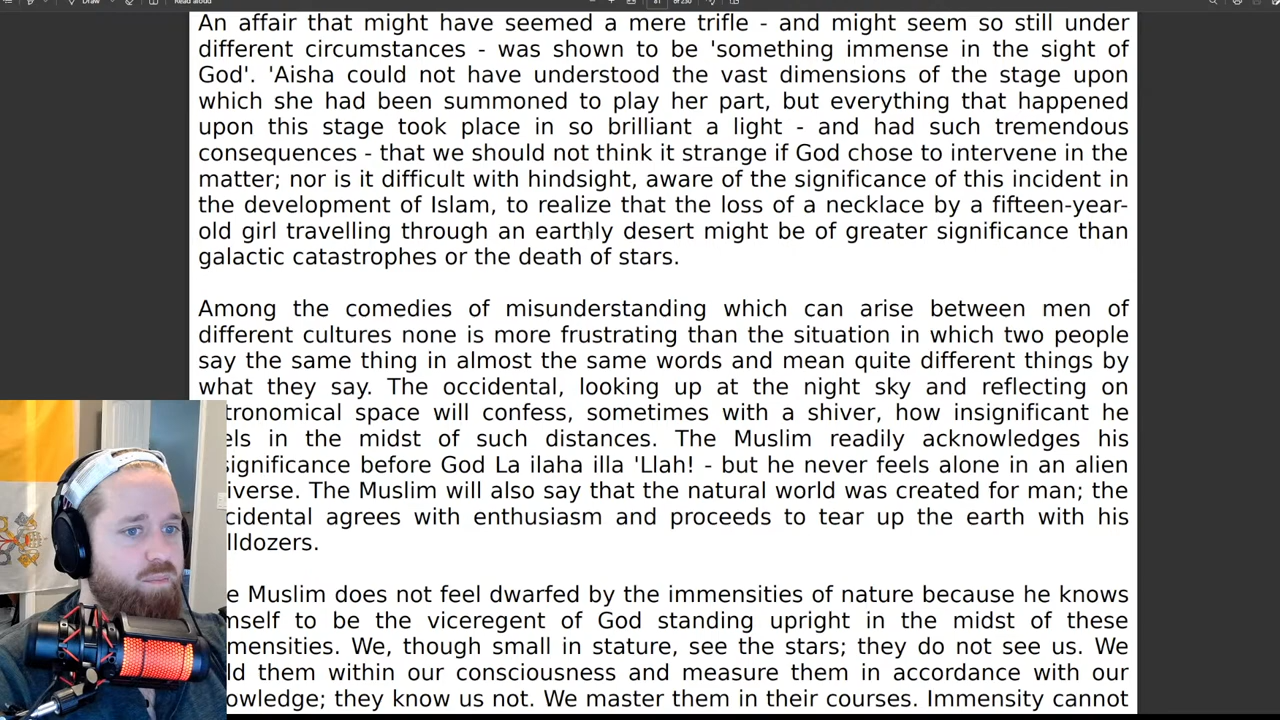 Draw
Read aloud
81
of 230
An affair that might have seemed a mere trifle - and might seem so still under
different circumstances - was shown to be 'something immense in the sight of
God'. 'Aisha could not have understood the vast dimensions of the stage upon
which she had been summoned to play her part, but everything that happened
upon this stage took place in so brilliant a light - and had such tremendous
consequences - that we should not think it strange if God chose to intervene in the
matter; nor is it difficult with hindsight, aware of the significance of this incident in
the development of Islam, to realize that the loss of a necklace by a fifteen-year-
old girl travelling through an earthly desert might be of greater significance than
galactic catastrophes or the death of stars.
Among the comedies of misunderstanding which can arise between men of
different cultures none is more frustrating than the situation in which two people
say the same thing in almost the same words and mean quite different things by
what they say. The occidental, looking up at the night sky and reflecting on
tronomical space will confess, sometimes with a shiver, how insignificant he
els in the midst of such distances. The Muslim readily acknowledges his
significance before God La ilaha illa 'Llah! - but he never feels alone in an alien
iverse. The Muslim will also say that the natural world was created for man; the
cidental agrees with enthusiasm and proceeds to tear up the earth with his
lldozers.
e Muslim does not feel dwarfed by the immensities of nature because he knows
mself to be the viceregent of God standing upright in the midst of these
mensities. We, though small in stature, see the stars; they do not see us. We
ld them within our consciousness and measure them in accordance with our
owledge; they know us not. We master them in their courses. Immensity cannot